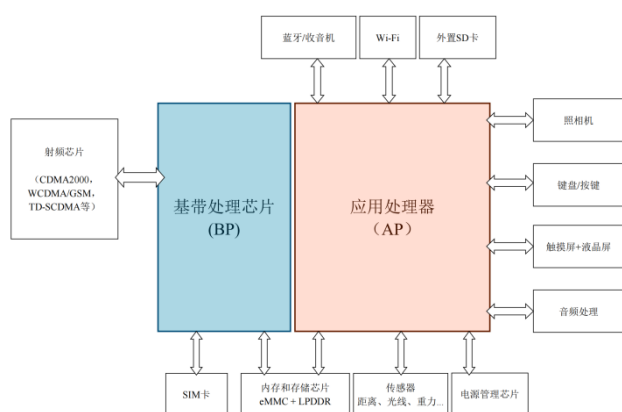 蓝牙/收音机
Wi-Fi
外置SD卡
射频芯片
（CDMA2000，
WCDMA/GSM，
TD-SCDMA等）
基带处理芯片
(BP)
应用处理器
（AP）
照相机
键盘/按键
触摸屏+液晶屏
音频处理
SIM卡
内存和存储芯片
eMMC + LPDDR
传感器
距离、光线、重力...
电源管理芯片